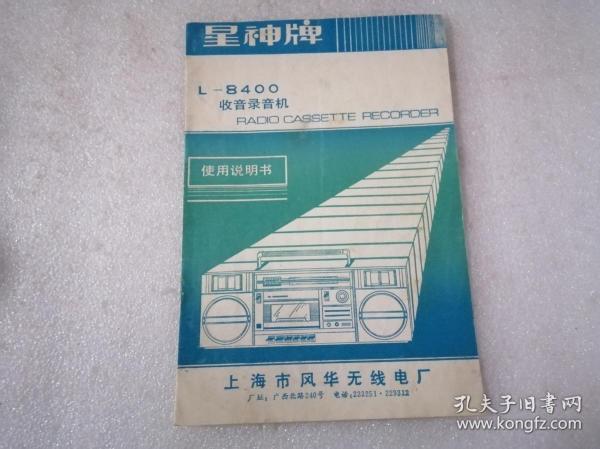 星神牌
L-8400
收音录音机
RADIO CASSETTE RECORDER
使用说明书
上海市风华无线电厂
厂址：广西北路240号 电话：223251·229312
孔夫子旧书网
www.kongfz.com